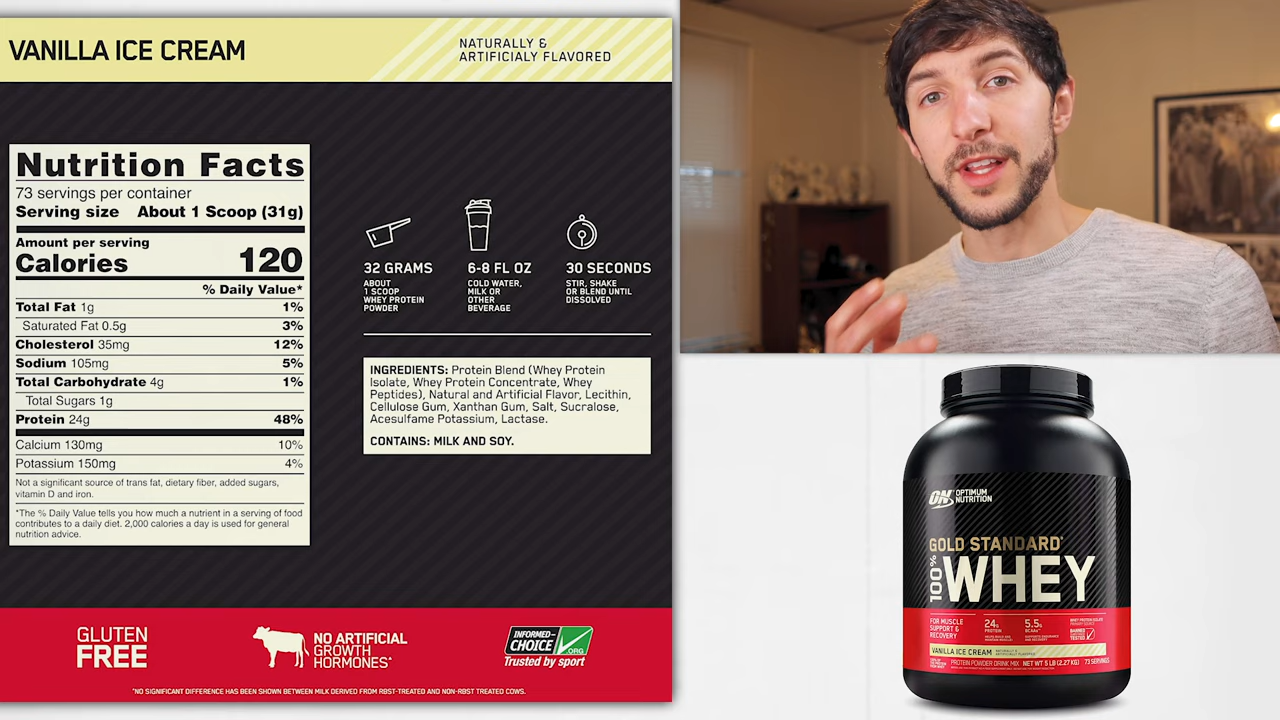 VANILLA ICE CREAM
NATURALLY &
ARTIFICIALY FLAVORED
Nutrition Facts
73 servings per container
Serving size About 1 Scoop (31g)
Amount per serving
Calories 120
% Daily Value*
Total Fat 1g 1%
Saturated Fat 0.5g 3%
Cholesterol 35mg 12%
Sodium 105mg 5%
Total Carbohydrate 4g 1%
Total Sugars 1g
Protein 24g 48%
Calcium 130mg 10%
Potassium 150mg 4%
Not a significant source of trans fat, dietary fiber, added sugars,
vitamin D and iron.
*The % Daily Value tells you how much a nutrient in a serving of food
contributes to a daily diet. 2,000 calories a day is used for general
nutrition advice.
32 GRAMS
ABOUT
1 SCOOP
WHEY PROTEIN
POWDER
6-8 FL OZ
COLD WATER,
MILK OR
OTHER
BEVERAGE
30 SECONDS
STIR, SHAKE
OR BLEND UNTIL
DISSOLVED
INGREDIENTS: Protein Blend (Whey Protein
Isolate, Whey Protein Concentrate, Whey
Peptides), Natural and Artificial Flavor, Lecithin,
Cellulose Gum, Xanthan Gum, Salt, Sucralose,
Acesulfame Potassium, Lactase.
CONTAINS: MILK AND SOY.
GLUTEN
FREE
NO ARTIFICIAL
GROWTH
HORMONES*
INFORMED-
CHOICE
.ORG
Trusted by sport
*NO SIGNIFICANT DIFFERENCE HAS BEEN SHOWN BETWEEN MILK DERIVED FROM RBST-TREATED AND NON-RBST TREATED COWS.
ON OPTIMUM
NUTRITION
GOLD STANDARD
100% WHEY
FOR MUSCLE
SUPPORT &
RECOVERY
24g
PROTEIN
5.5g
BCAAs
BANNED
TESTED
VANILLA ICE CREAM
PROTEIN POWDER DRINK MIX NET WT 5 LB (2.27 KG) 73 SERVINGS